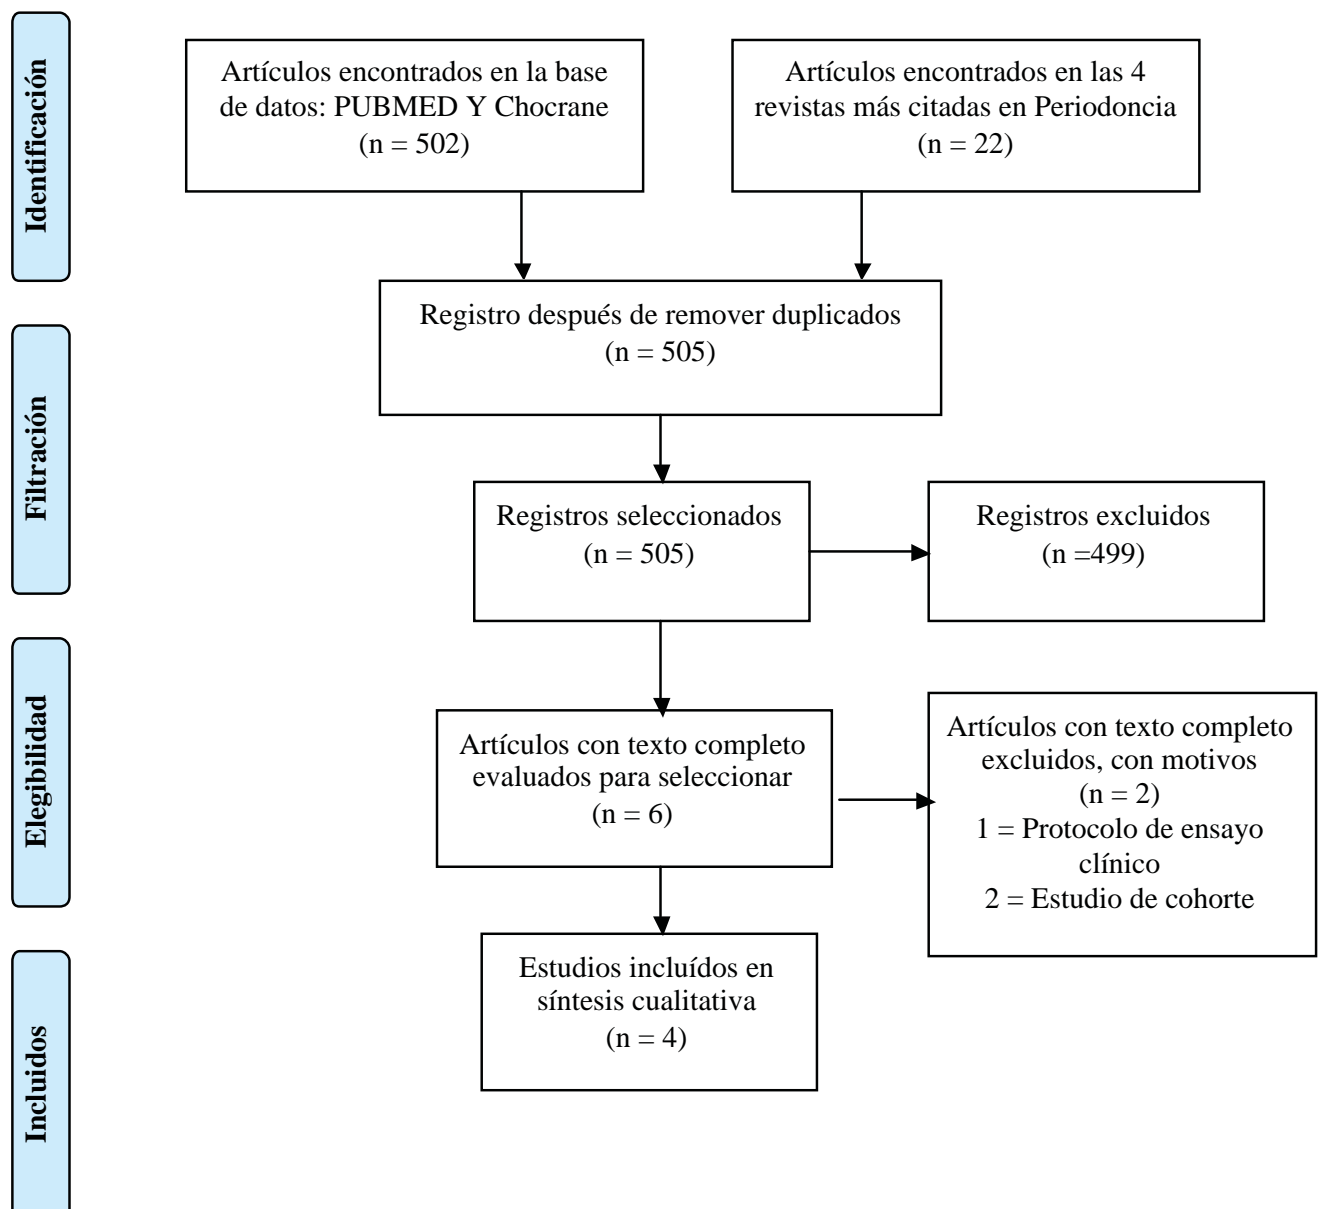 Identificación
Artículos encontrados en la base
de datos: PUBMED Y Chocrane
(n = 502)
Artículos encontrados en las 4
revistas más citadas en Periodoncia
(n = 22)
Registro después de remover duplicados
(n = 505)
Filtración
Registros seleccionados
(n = 505)
Registros excluidos
(n =499)
Elegibilidad
Artículos con texto completo
evaluados para seleccionar
(n = 6)
Artículos con texto completo
excluidos, con motivos
(n = 2)
1 = Protocolo de ensayo
clínico
2 = Estudio de cohorte
Incluidos
Estudios incluídos en
síntesis cualitativa
(n = 4)